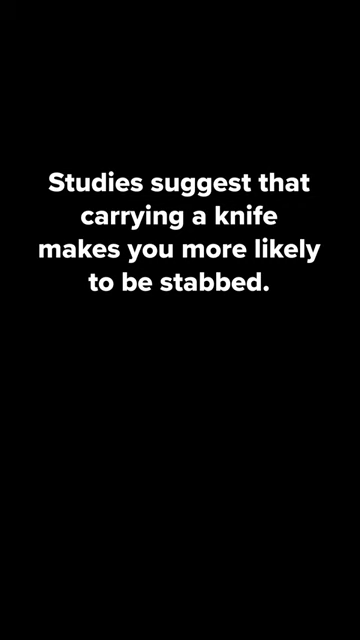 Studies suggest that
carrying a knife
makes you more likely
to be stabbed.